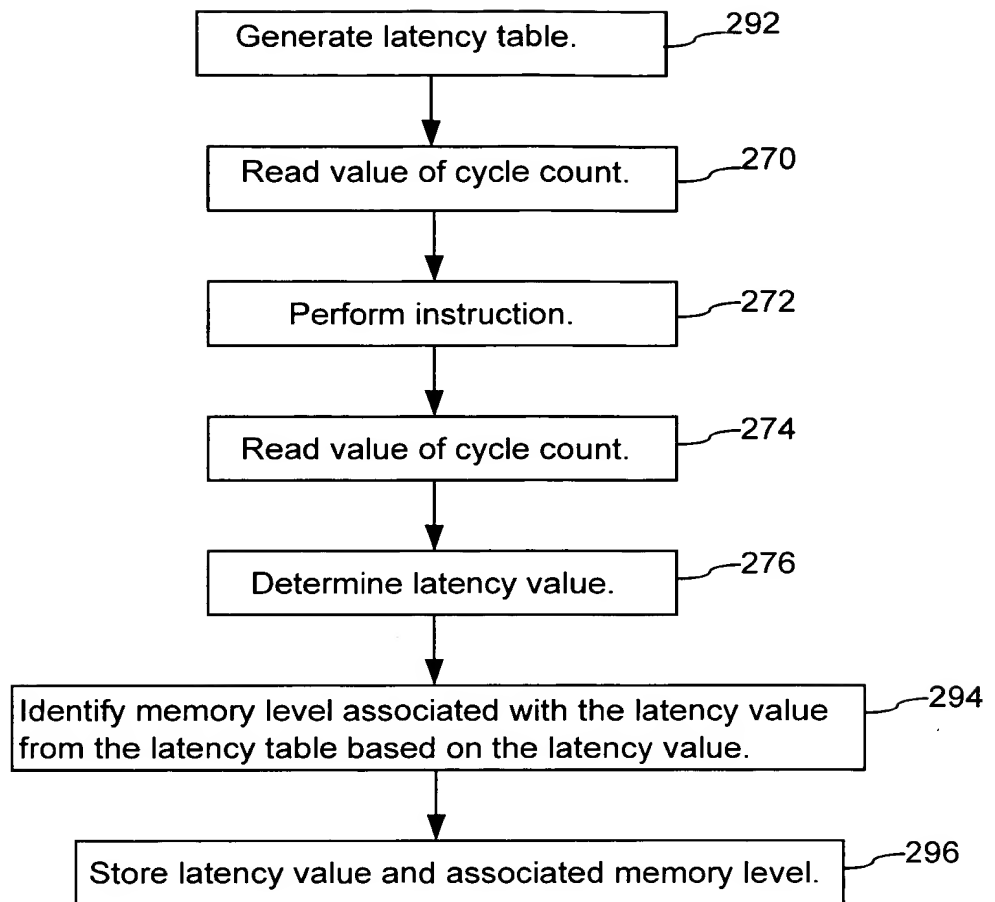 Generate latency table.
292
Read value of cycle count.
270
Perform instruction.
272
Read value of cycle count.
274
Determine latency value.
276
Identify memory level associated with the latency value
from the latency table based on the latency value.
294
Store latency value and associated memory level.
296